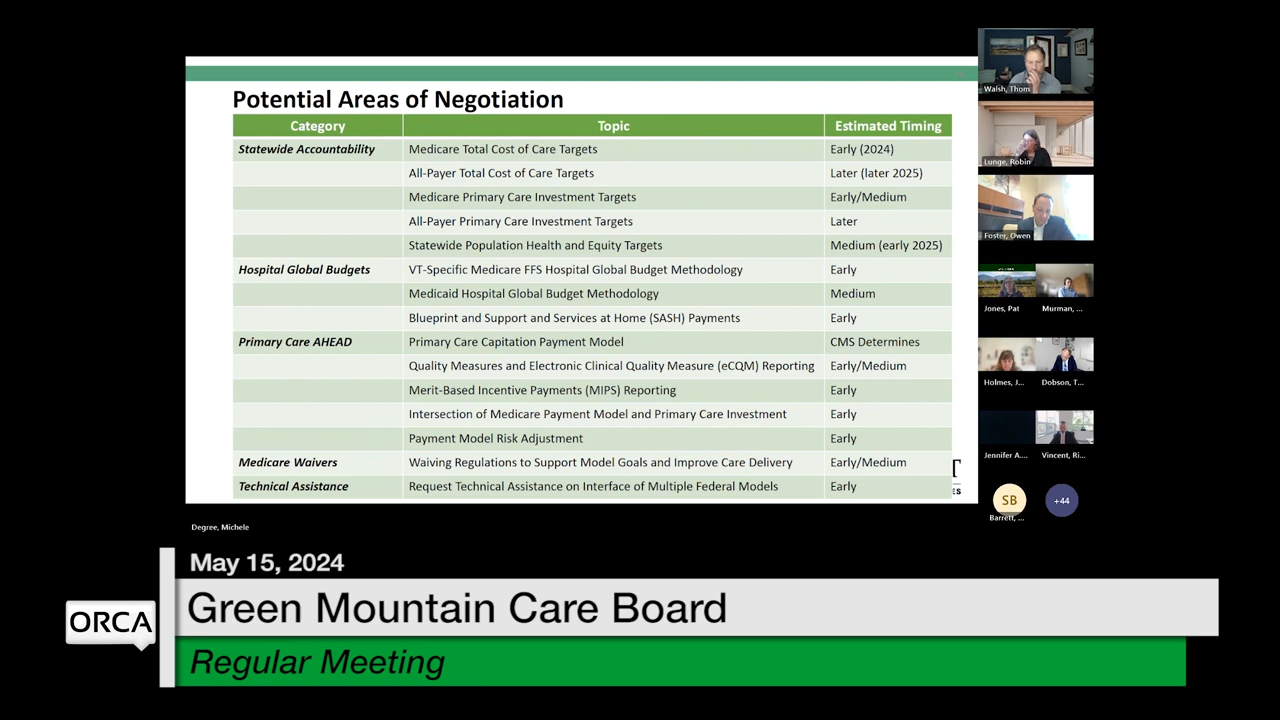 Potential Areas of Negotiation
Category Topic Estimated Timing
Statewide Accountability Medicare Total Cost of Care Targets Early (2024)
All-Payer Total Cost of Care Targets Later (later 2025)
Medicare Primary Care Investment Targets Early/Medium
All-Payer Primary Care Investment Targets Later
Statewide Population Health and Equity Targets Medium (early 2025)
Hospital Global Budgets VT-Specific Medicare FFS Hospital Global Budget Methodology Early
Medicaid Hospital Global Budget Methodology Medium
Blueprint and Support and Services at Home (SASH) Payments Early
Primary Care AHEAD Primary Care Capitation Payment Model CMS Determines
Quality Measures and Electronic Clinical Quality Measure (eCQM) Reporting Early/Medium
Merit-Based Incentive Payments (MIPS) Reporting Early
Intersection of Medicare Payment Model and Primary Care Investment Early
Payment Model Risk Adjustment Early
Medicare Waivers Waiving Regulations to Support Model Goals and Improve Care Delivery Early/Medium
Technical Assistance Request Technical Assistance on Interface of Multiple Federal Models Early
T
ES
Walsh, Thom
Lunge, Robin
Foster, Owen
Jones, Pat Murman, ...
Holmes, J... Dobson, T...
Jennifer A... Vincent, Ri...
SB +44
Barrett, ...
Degree, Michele
May 15, 2024
Green Mountain Care Board
ORCA
Regular Meeting